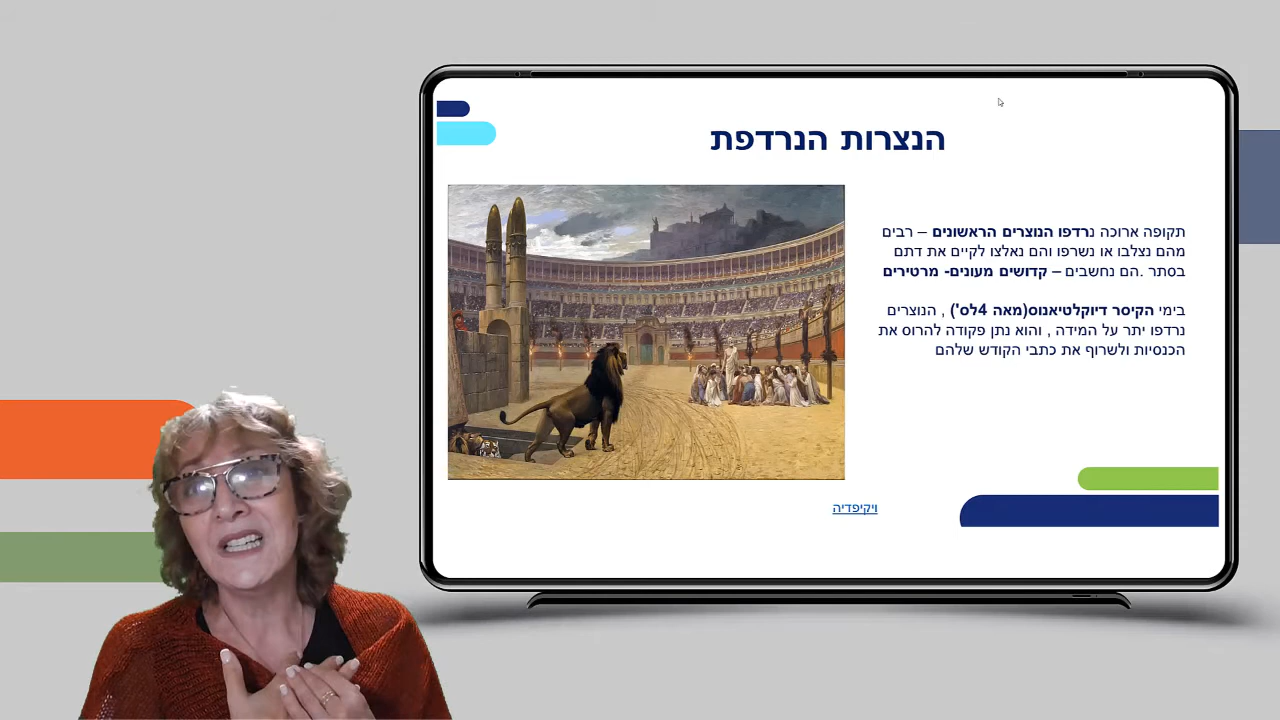 הנצרות הנרדפת
תקופה ארוכה נרדפו הנוצרים הראשונים – רבים
מהם נצלבו או נשרפו והם נאלצו לקיים את דתם
בסתר .הם נחשבים – קדושים מעונים- מרטירים
בימי הקיסר דיוקלטיאנוס(מאה 4לס') , הנוצרים
נרדפו יתר על המידה , והוא נתן פקודה להרוס את
הכנסיות ולשרוף את כתבי הקודש שלהם
ויקיפדיה